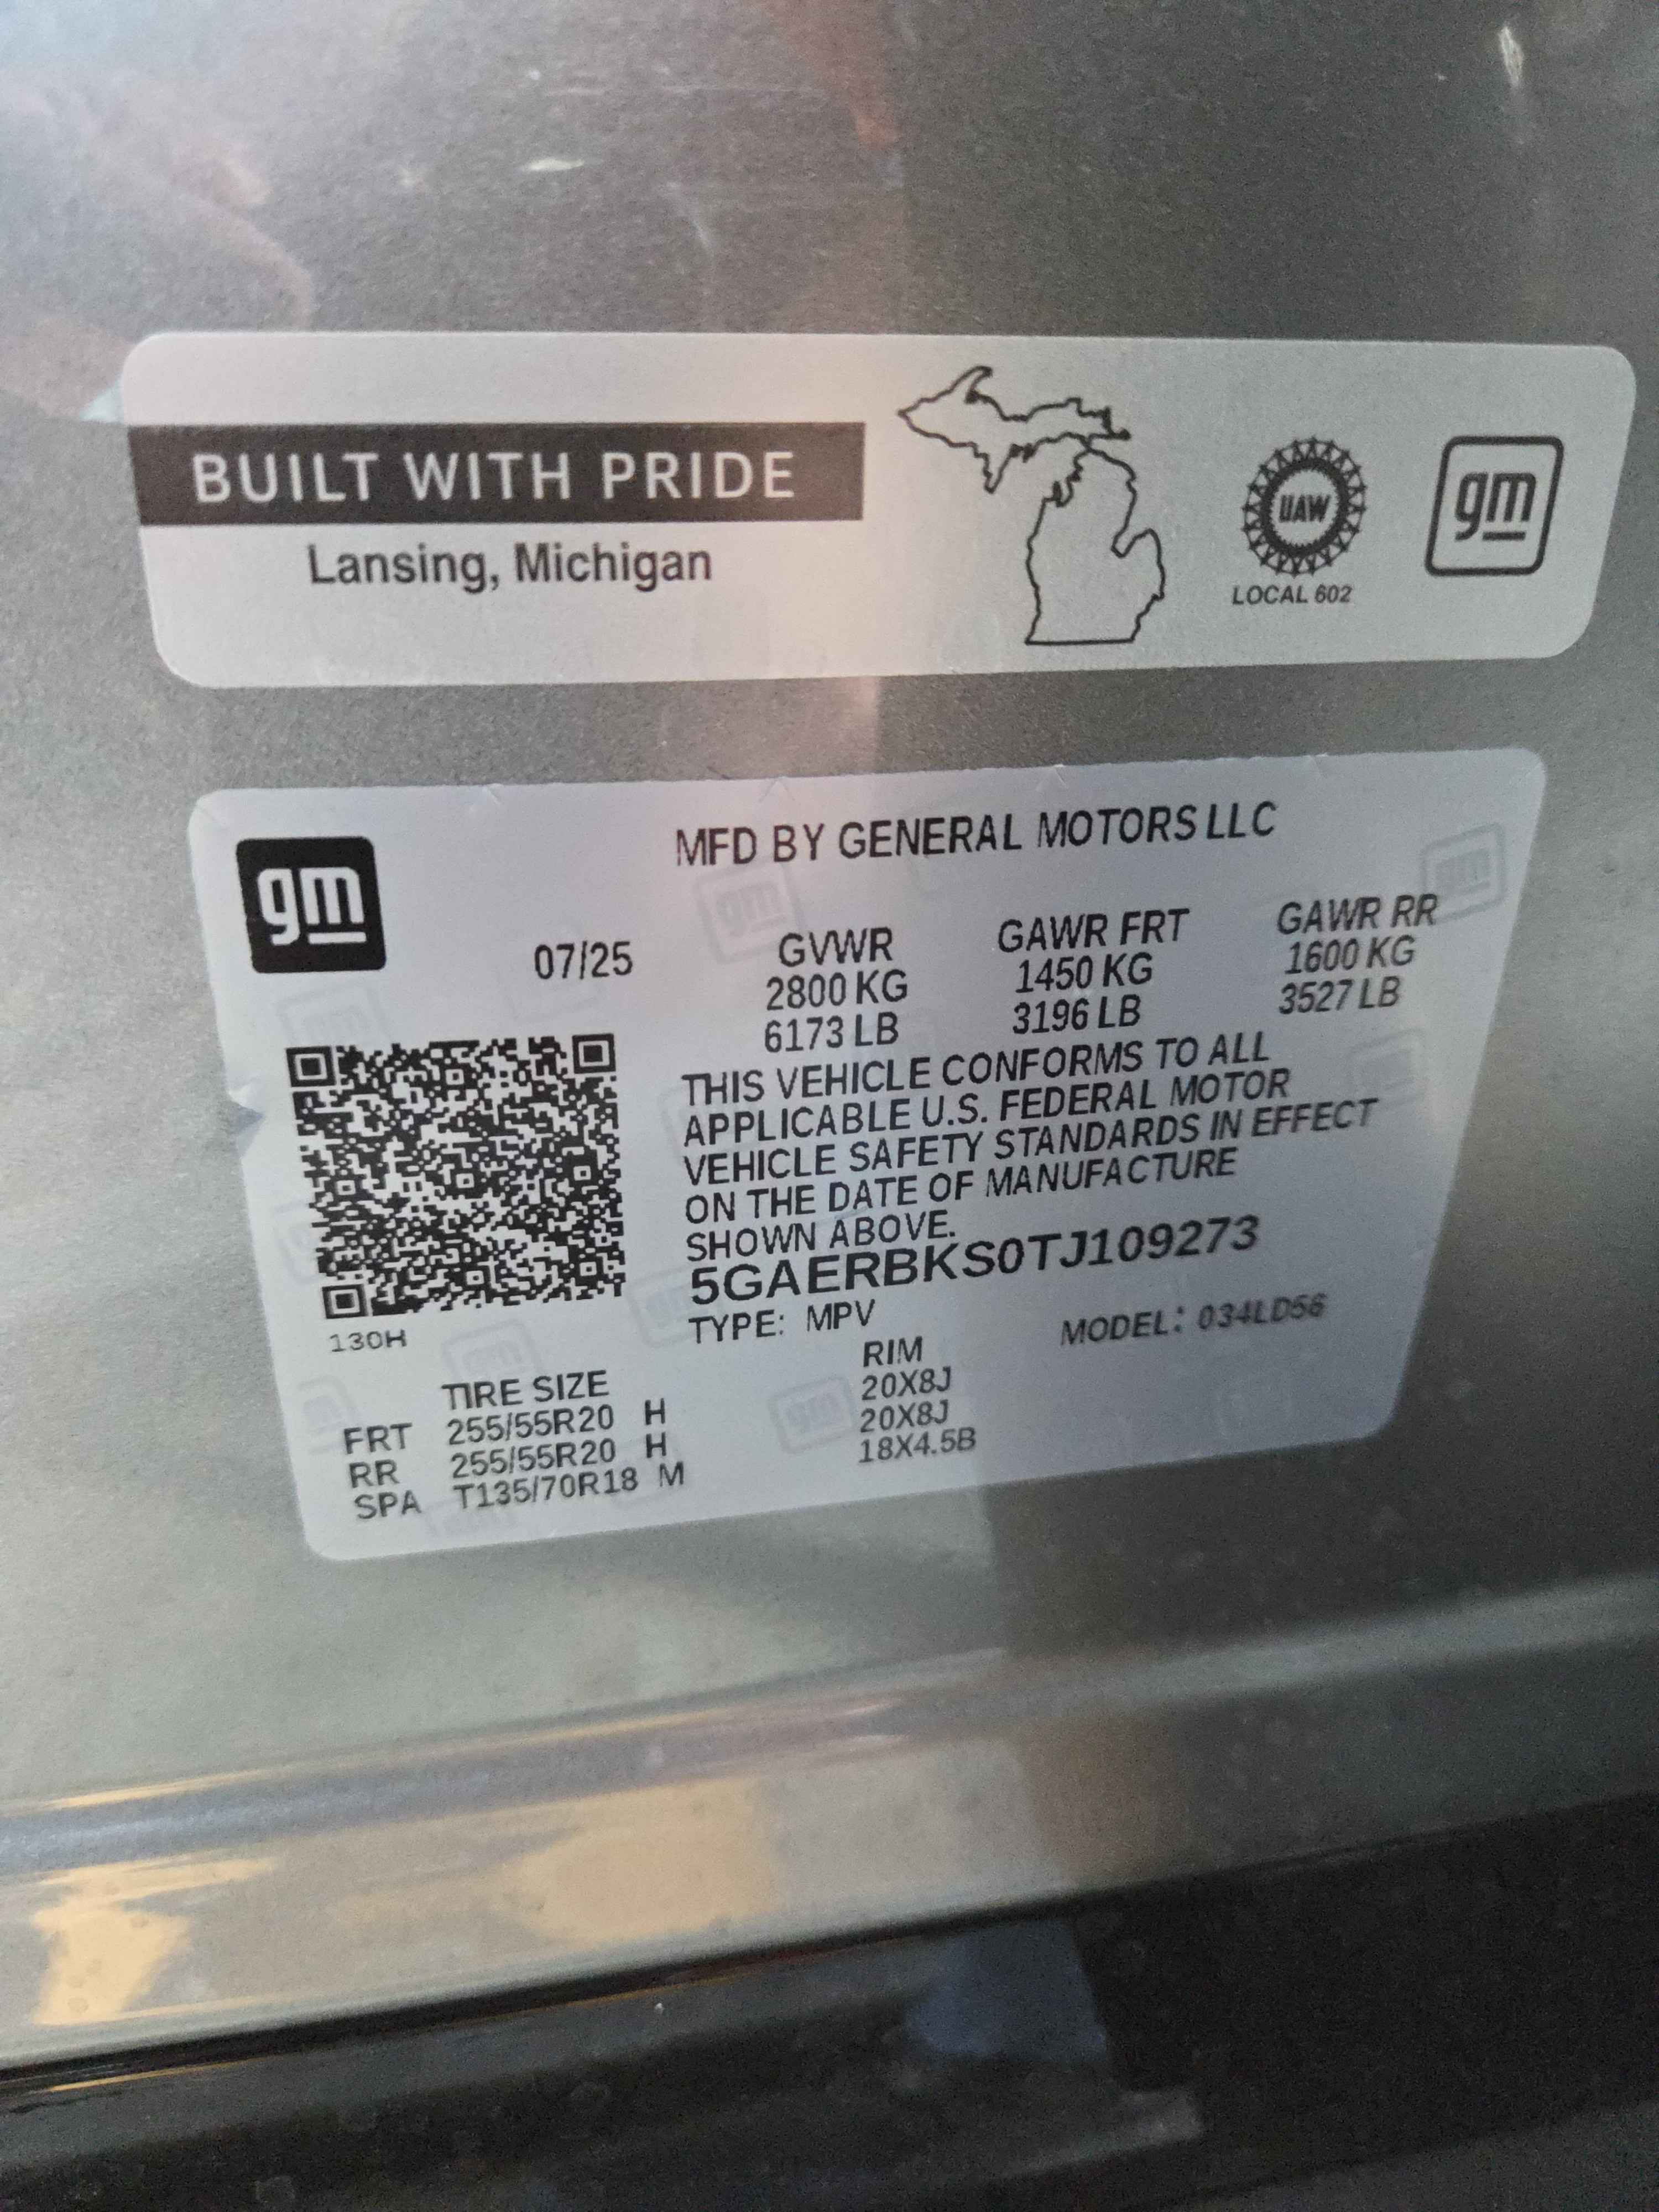 BUILT WITH PRIDE
Lansing, Michigan
UAW
LOCAL 602
gm
gm
MFD BY GENERAL MOTORS LLC
07/25
GVWR GAWR FRT GAWR RR
2800 KG 1450 KG 1600 KG
6173 LB 3196 LB 3527 LB
THIS VEHICLE CONFORMS TO ALL
APPLICABLE U.S. FEDERAL MOTOR
VEHICLE SAFETY STANDARDS IN EFFECT
ON THE DATE OF MANUFACTURE
SHOWN ABOVE.
5GAERBKS0TJ109273
TYPE: MPV MODEL: 034LD56
130H
TIRE SIZE RIM
FRT 255/55R20 H 20X8J
RR 255/55R20 H 20X8J
SPA T135/70R18 M 18X4.5B